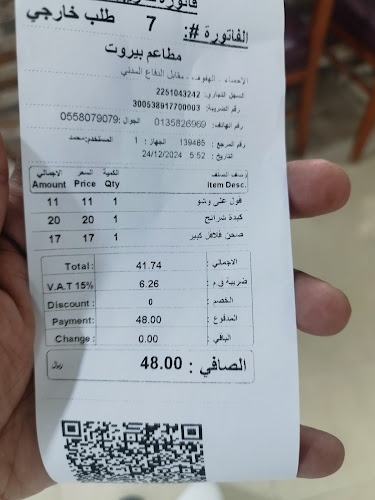 الفاتورة #: 7 طلب خارجي
مطاعم بيروت
الاحساء - الهفوف - مقابل الدفاع المدني
السجل التجاري: 2251043242
رقم الضريبة: 300538917700003
رقم الهاتف: 0135826969 الجوال: 0558079079
رقم المرجع: 139465 الجهاز: 1 المستخدم: محمد
التاريخ: 5:52 24/12/2024
وصف الصنف الكمية السعر الاجمالي
Item Desc. Qty Price Amount
فول على وشو 1 11 11
كبدة شرائح 1 20 20
صحن فلافل كبير 1 17 17
Total: 41.74 الاجمالي:
V.A.T 15% 6.26 ضريبة ق.م:
Discount: 0 الخصم:
Payment: 48.00 المدفوع:
Change: 0.00 الباقي:
الصافي: 48.00 ريال